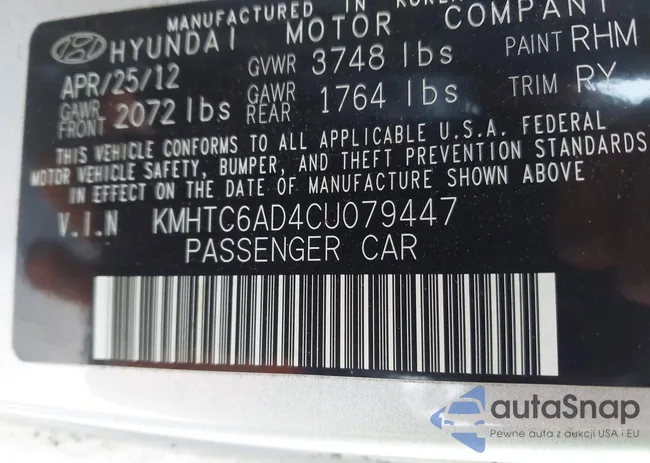 MANUFACTURED IN KOREA
HYUNDAI MOTOR COMPANY
APR/25/12 GVWR 3748 lbs PAINT RHM
GAWR FRONT 2072 lbs GAWR REAR 1764 lbs TRIM RY
THIS VEHICLE CONFORMS TO ALL APPLICABLE U.S.A. FEDERAL
MOTOR VEHICLE SAFETY, BUMPER, AND THEFT PREVENTION STANDARDS
IN EFFECT ON THE DATE OF MANUFACTURE SHOWN ABOVE
V.I.N KMHTC6AD4CU079447
PASSENGER CAR
autaSnap
Pewne auta z aukcji USA i EU